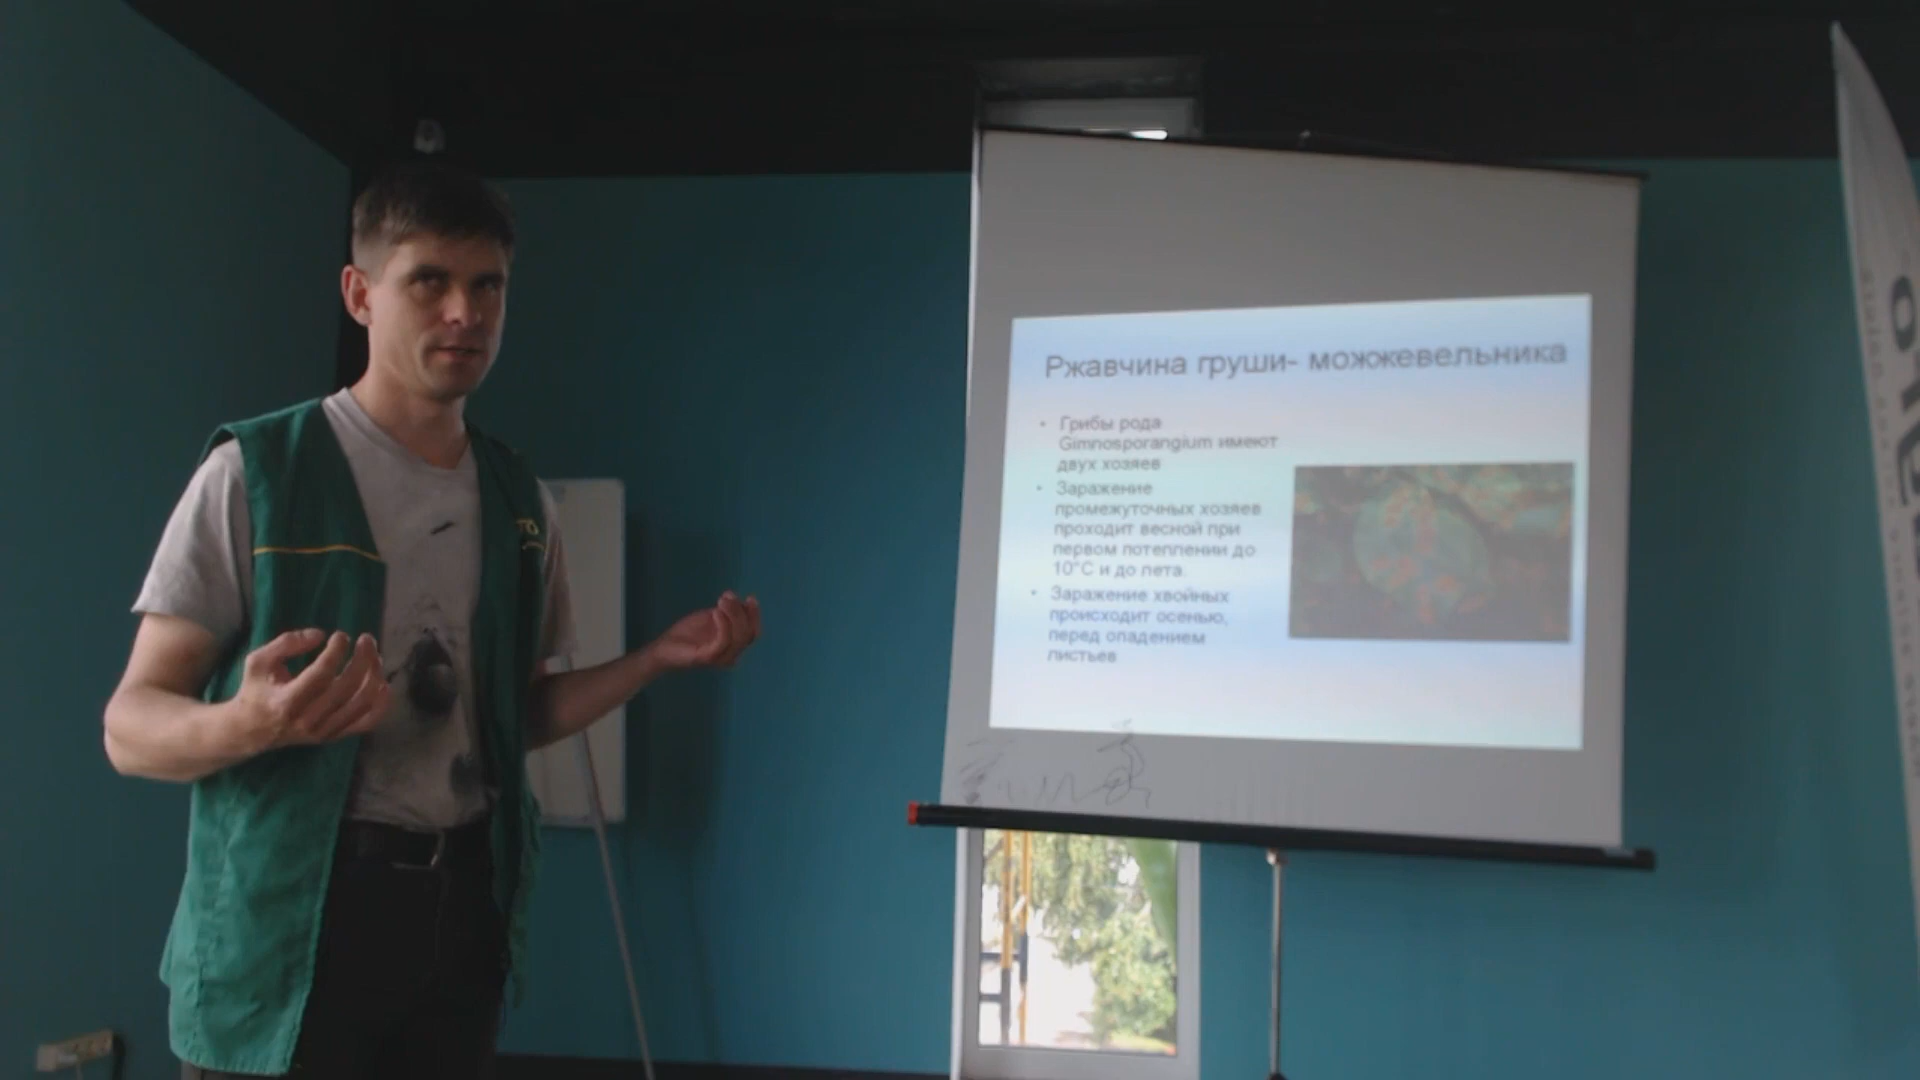 Ржавчина груши- можжевельника
• Грибы рода
Gimnosporangium имеют
двух хозяев
• Заражение
промежуточных хозяев
проходит весной при
первом потеплении до
10°C и до лета.
• Заражение хвойных
происходит осенью,
перед опадением
листьев